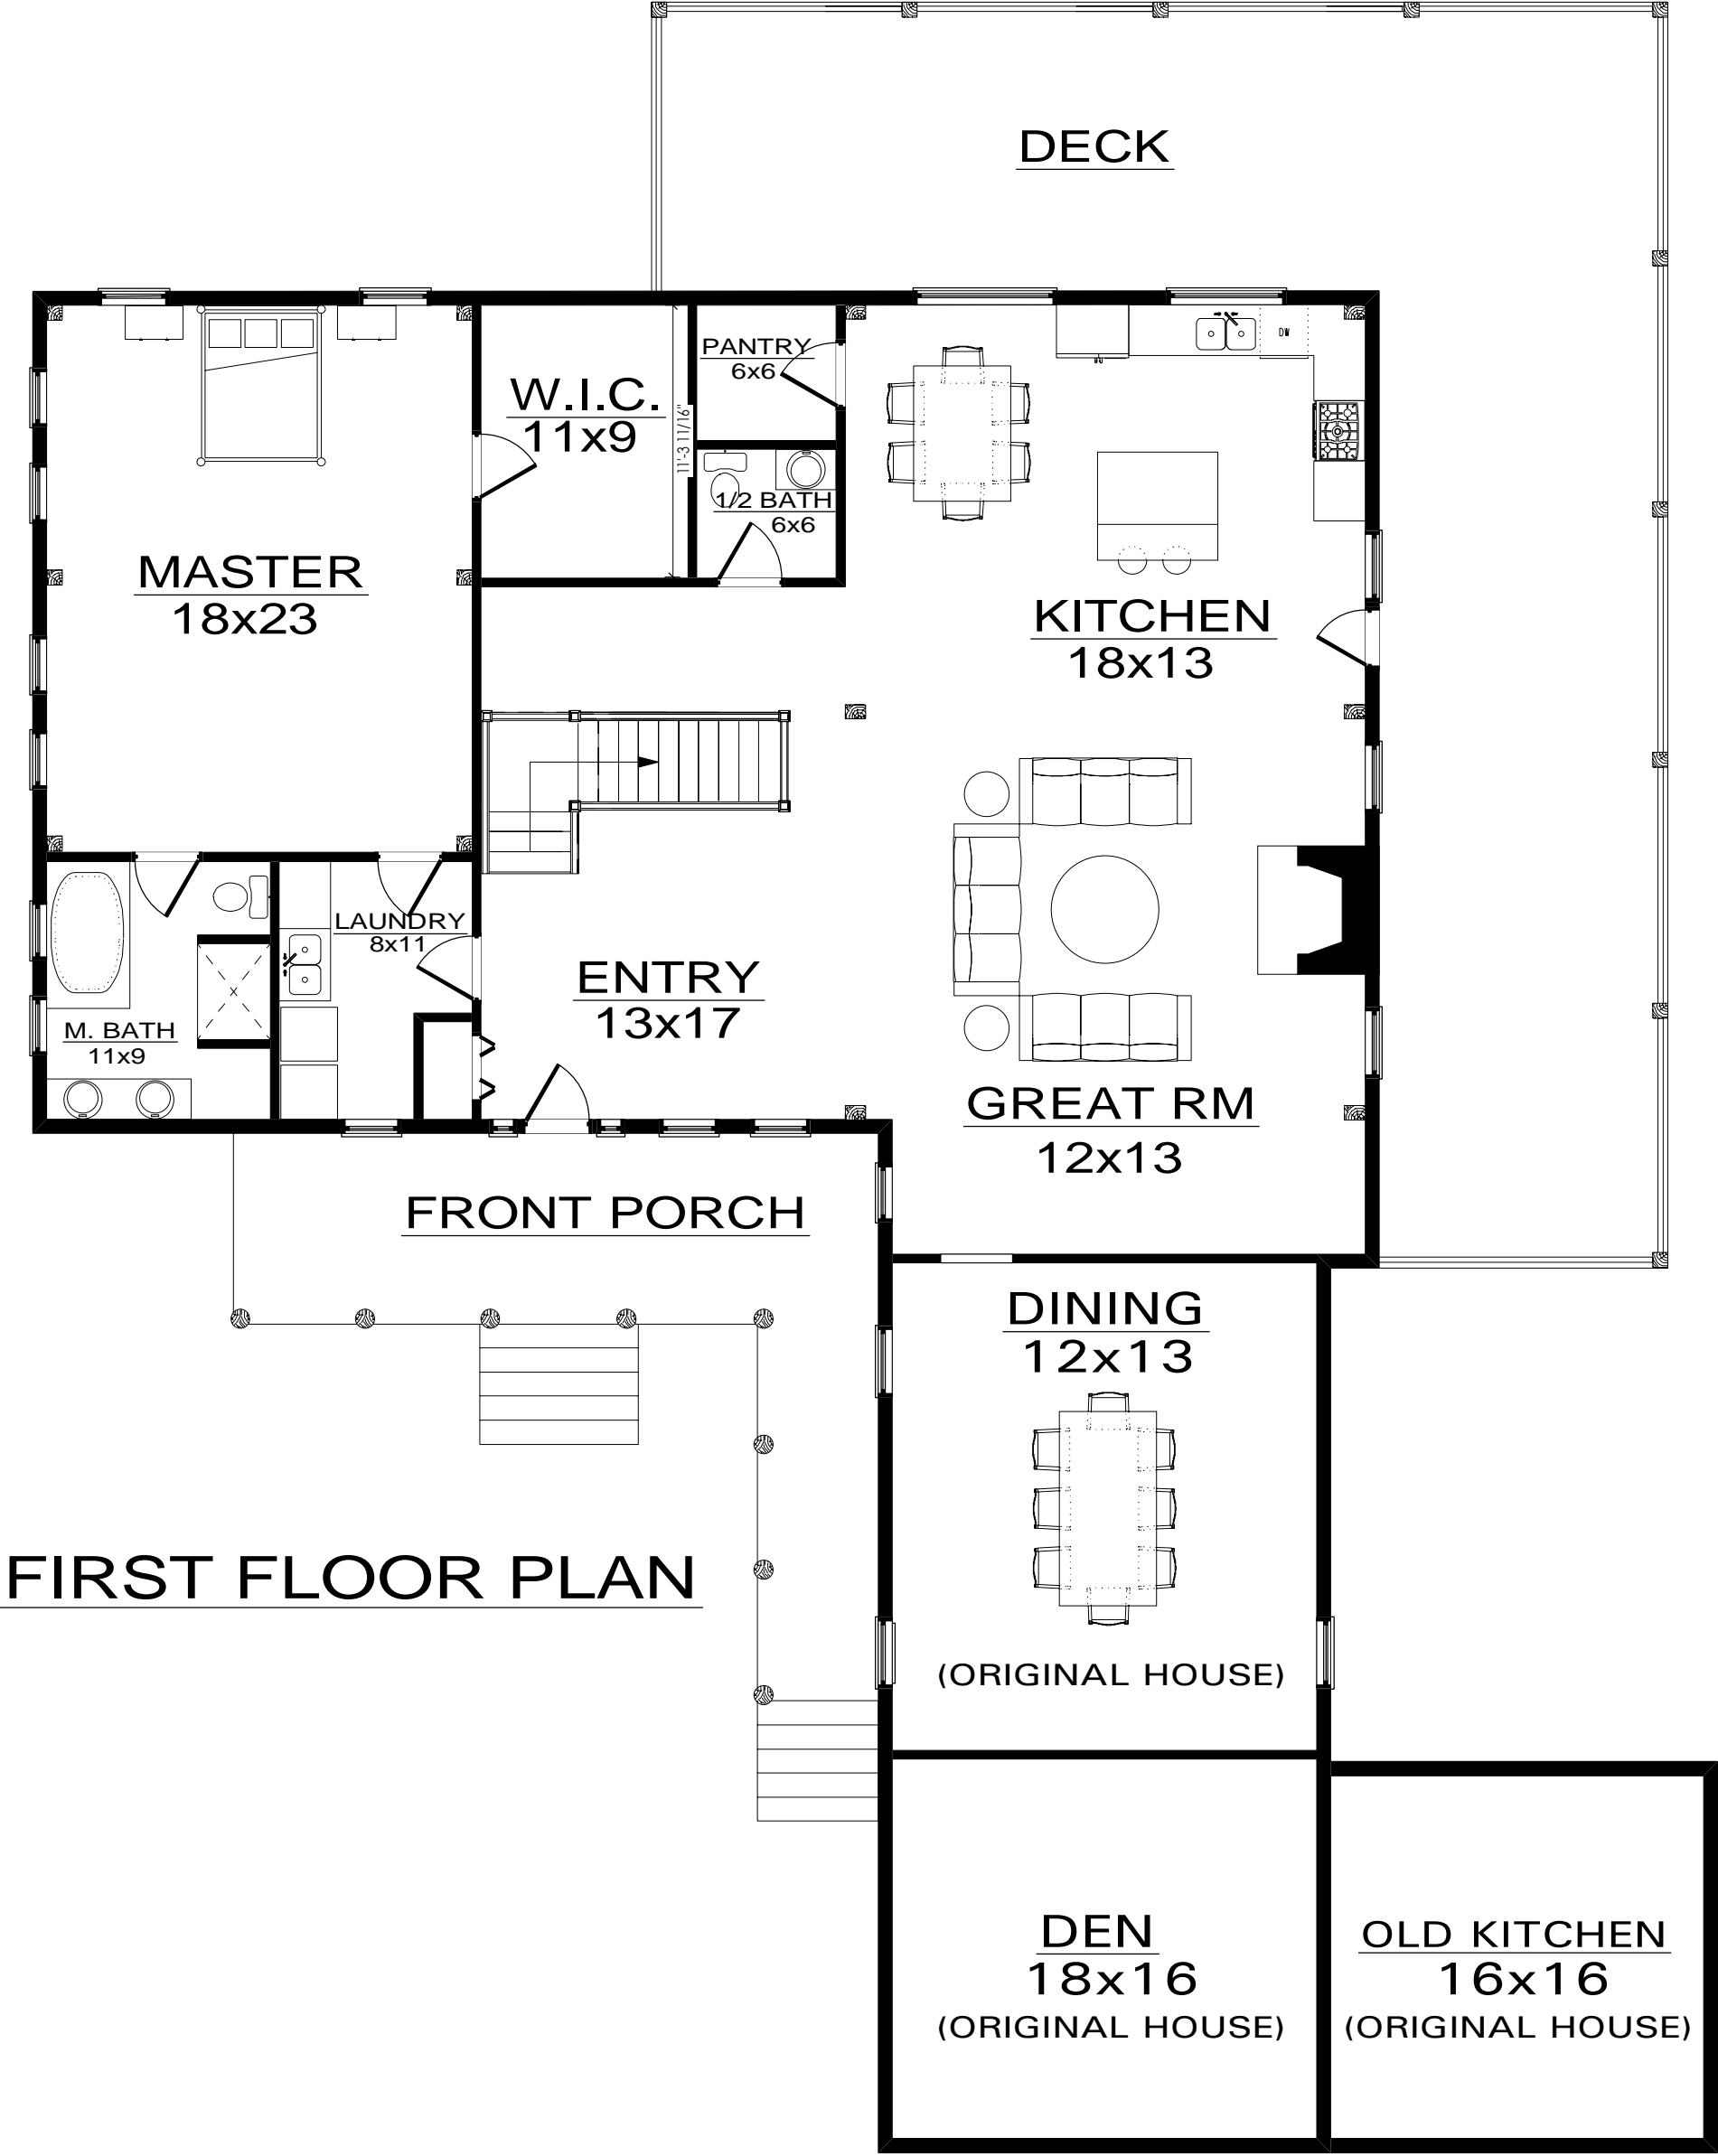 DECK
PANTRY
6x6
W.I.C.
11x9
11'-3 11/16"
DW
1/2 BATH
6x6
MASTER
18x23
KITCHEN
18x13
LAUNDRY
8x11
ENTRY
13x17
M. BATH
11x9
GREAT RM
12x13
FRONT PORCH
DINING
12x13
FIRST FLOOR PLAN
(ORIGINAL HOUSE)
DEN
18x16
(ORIGINAL HOUSE)
OLD KITCHEN
16x16
(ORIGINAL HOUSE)